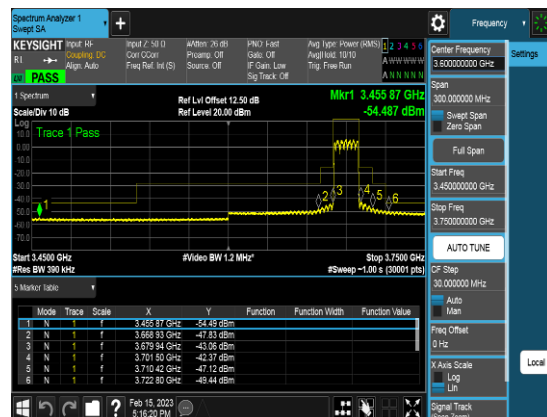 Spectrum Analyzer 1
Swept SA
+
Frequency
KEYSIGHT Input: RF
Coupling: DC
Align: Auto
Input Z: 50 Ω
Corr CCorr
Freq Ref: Int (S)
#Atten: 26 dB
Preamp: Off
Source: Off
PNO: Fast
Gate: Off
IF Gain: Low
Sig Track: Off
Avg Type: Power (RMS)
Avg|Hold: 10/10
Trig: Free Run
1 2 3 4 5 6
A W W W W W
A N N N N N
LU PASS
1 Spectrum
Scale/Div 10 dB
Ref Lvl Offset 12.50 dB
Ref Level 20.00 dBm
Mkr1 3.455 87 GHz
-54.487 dBm
Log
Trace 1 Pass
10.0
0.00
-10.0
-20.0
-30.0
-40.0
-50.0
-60.0
-70.0
1
2
3
4
5
6
Start 3.4500 GHz
#Res BW 390 kHz
#Video BW 1.2 MHz*
Stop 3.7500 GHz
#Sweep ~1.00 s (30001 pts)
5 Marker Table
Mode Trace Scale X Y Function Function Width Function Value
1 N 1 f 3.455 87 GHz -54.49 dBm
2 N 1 f 3.668 93 GHz -47.83 dBm
3 N 1 f 3.679 94 GHz -43.06 dBm
4 N 1 f 3.701 50 GHz -42.37 dBm
5 N 1 f 3.710 42 GHz -47.12 dBm
6 N 1 f 3.722 80 GHz -49.44 dBm
Feb 15, 2023
5:16:20 PM
Center Frequency
3.600000000 GHz
Span
300.000000 MHz
Swept Span
Zero Span
Full Span
Start Freq
3.450000000 GHz
Stop Freq
3.750000000 GHz
AUTO TUNE
CF Step
30.000000 MHz
Auto
Man
Freq Offset
0 Hz
X Axis Scale
Log
Lin
Signal Track
Settings
Local